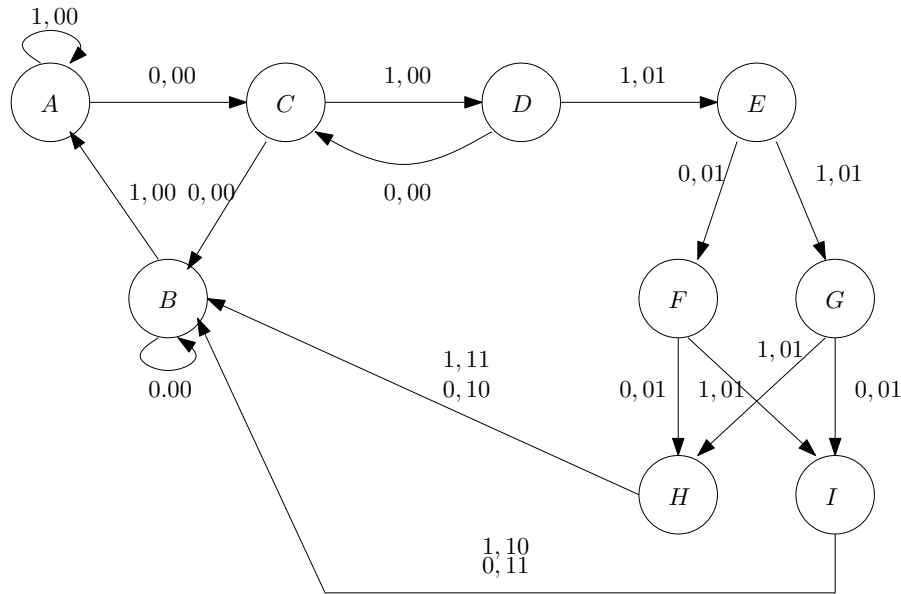 1, 00
0, 00
1, 00
1, 01
A
C
D
E
0, 01
1, 01
1, 00
0, 00
0, 00
B
F
G
1, 01
1, 11
0.00
0, 10
0, 01
1, 01
0, 01
H
I
1, 10
0, 11